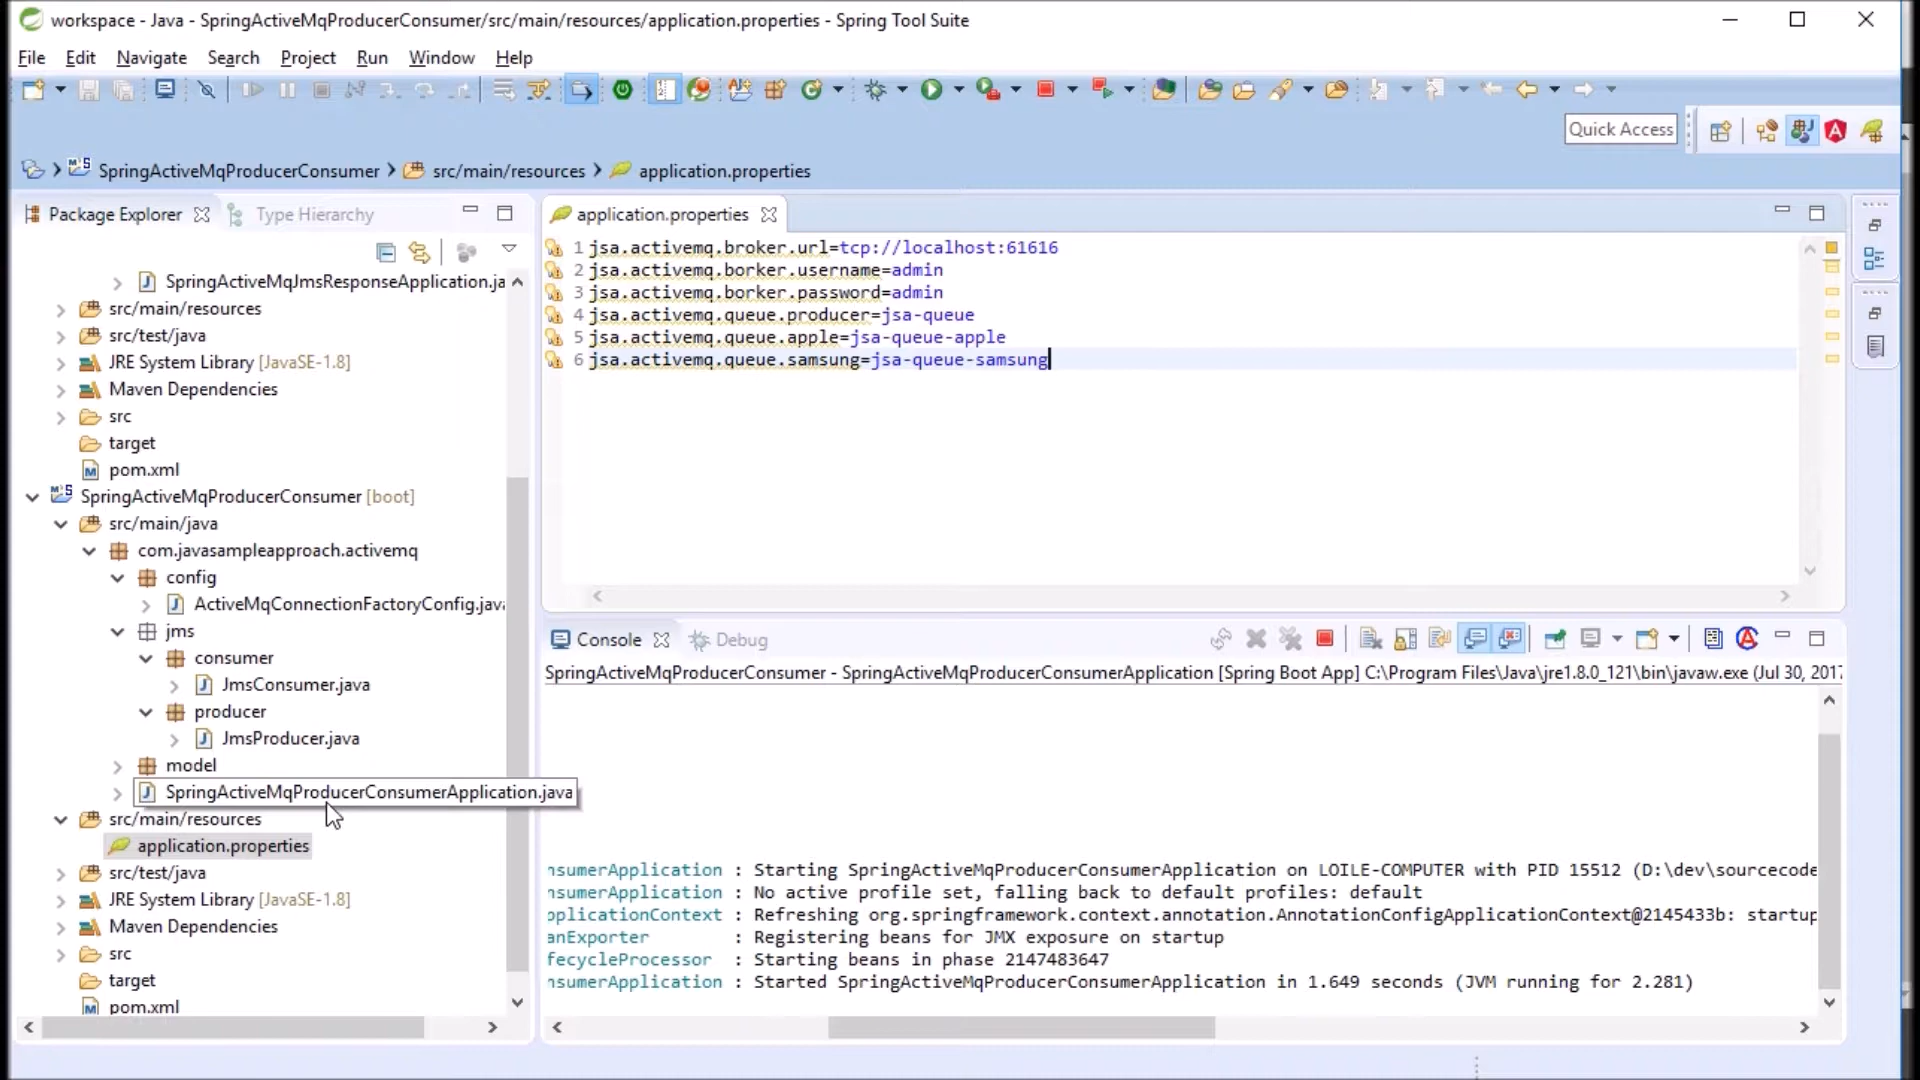 workspace - Java - SpringActiveMqProducerConsumer/src/main/resources/application.properties - Spring Tool Suite
File Edit Navigate Search Project Run Window Help
Quick Access
SpringActiveMqProducerConsumer src/main/resources application.properties
Package Explorer Type Hierarchy
SpringActiveMqJmsResponseApplication.ja
src/main/resources
src/test/java
JRE System Library [JavaSE-1.8]
Maven Dependencies
src
target
pom.xml
SpringActiveMqProducerConsumer [boot]
src/main/java
com.javasampleapproach.activemq
config
ActiveMqConnectionFactoryConfig.java
jms
consumer
JmsConsumer.java
producer
JmsProducer.java
model
SpringActiveMqProducerConsumerApplication.java
src/main/resources
application.properties
src/test/java
JRE System Library [JavaSE-1.8]
Maven Dependencies
src
target
pom.xml
application.properties
1 jsa.activemq.broker.url=tcp://localhost:61616
2 jsa.activemq.borker.username=admin
3 jsa.activemq.borker.password=admin
4 jsa.activemq.queue.producer=jsa-queue
5 jsa.activemq.queue.apple=jsa-queue-apple
6 jsa.activemq.queue.samsung=jsa-queue-samsung
Console Debug
SpringActiveMqProducerConsumer - SpringActiveMqProducerConsumerApplication [Spring Boot App] C:\Program Files\Java\jre1.8.0_121\bin\javaw.exe (Jul 30, 2017
nsumerApplication : Starting SpringActiveMqProducerConsumerApplication on LOILE-COMPUTER with PID 15512 (D:\dev\sourcecode
nsumerApplication : No active profile set, falling back to default profiles: default
pplicationContext : Refreshing org.springframework.context.annotation.AnnotationConfigApplicationContext@2145433b: startup
anExporter : Registering beans for JMX exposure on startup
fecycleProcessor : Starting beans in phase 2147483647
nsumerApplication : Started SpringActiveMqProducerConsumerApplication in 1.649 seconds (JVM running for 2.281)